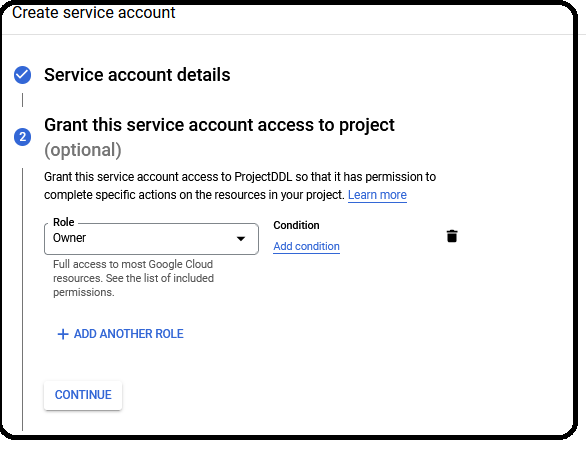 Create service account
Service account details
2
Grant this service account access to project
(optional)
Grant this service account access to ProjectDDL so that it has permission to
complete specific actions on the resources in your project. Learn more
Role
Owner
Condition
Add condition
Full access to most Google Cloud
resources. See the list of included
permissions.
+ ADD ANOTHER ROLE
CONTINUE